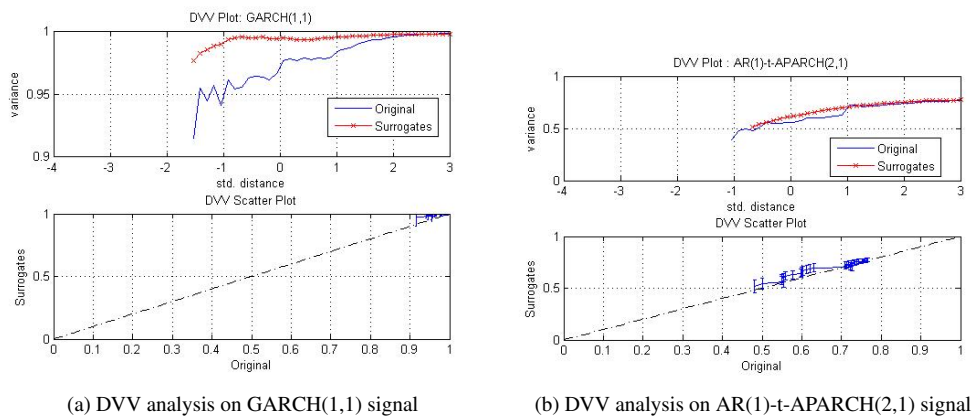 DVV Plot: GARCH(1,1)
1
0.95
0.9
variance
Original
Surrogates
-4 -3 -2 -1 0 1 2 3
std. distance
DVV Scatter Plot
1
0.5
0
Surrogates
0 0.1 0.2 0.3 0.4 0.5 0.6 0.7 0.8 0.9 1
Original
(a) DVV analysis on GARCH(1,1) signal
DVV Plot : AR(1)-t-APARCH(2,1)
1
0.5
0
variance
Original
Surrogates
-4 -3 -2 -1 0 1 2 3
std. distance
DVV Scatter Plot
1
0.5
0
Surrogates
0 0.1 0.2 0.3 0.4 0.5 0.6 0.7 0.8 0.9 1
Original
(b) DVV analysis on AR(1)-t-APARCH(2,1) signal